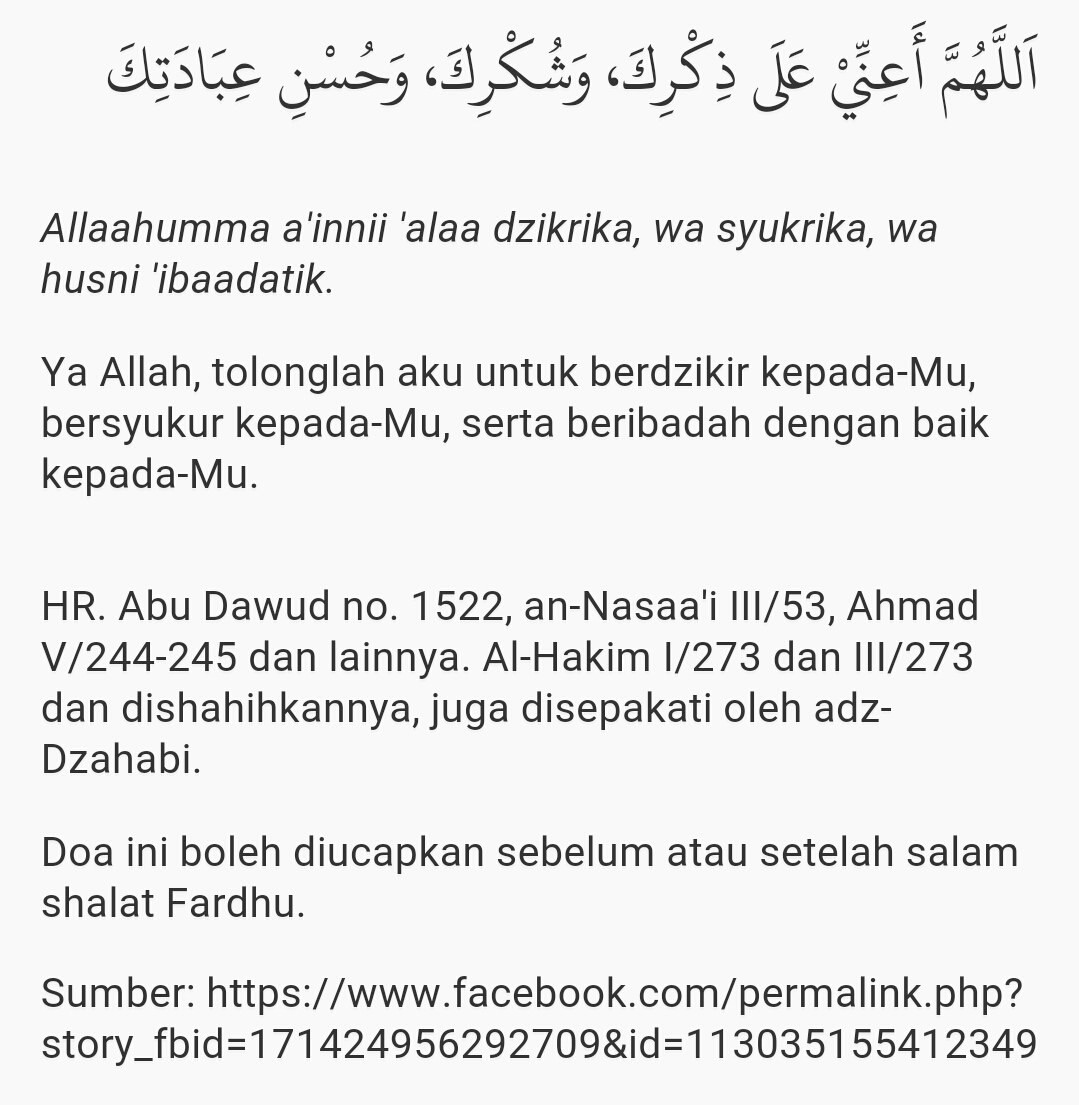 اَللَّهُمَّ أَعِنِّيْ عَلَى ذِكْرِكَ، وَشُكْرِكَ، وَحُسْنِ عِبَادَتِكَ
Allaahumma a'innii 'alaa dzikrika, wa syukrika, wa
husni 'ibaadatik.
Ya Allah, tolonglah aku untuk berdzikir kepada-Mu,
bersyukur kepada-Mu, serta beribadah dengan baik
kepada-Mu.
HR. Abu Dawud no. 1522, an-Nasaa'i III/53, Ahmad
V/244-245 dan lainnya. Al-Hakim I/273 dan III/273
dan dishahihkannya, juga disepakati oleh adz-
Dzahabi.
Doa ini boleh diucapkan sebelum atau setelah salam
shalat Fardhu.
Sumber: https://www.facebook.com/permalink.php?
story_fbid=171424956292709&id=113035155412349